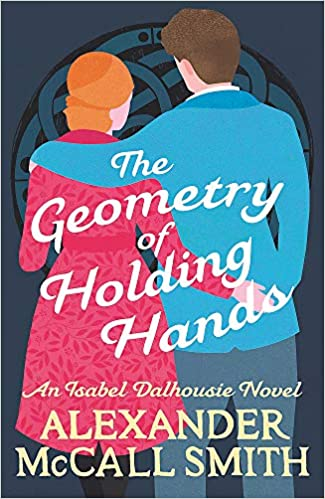 The
Geometry
of
Holding
Hands
An Isabel Dalhousie Novel
ALEXANDER
McCALL SMITH